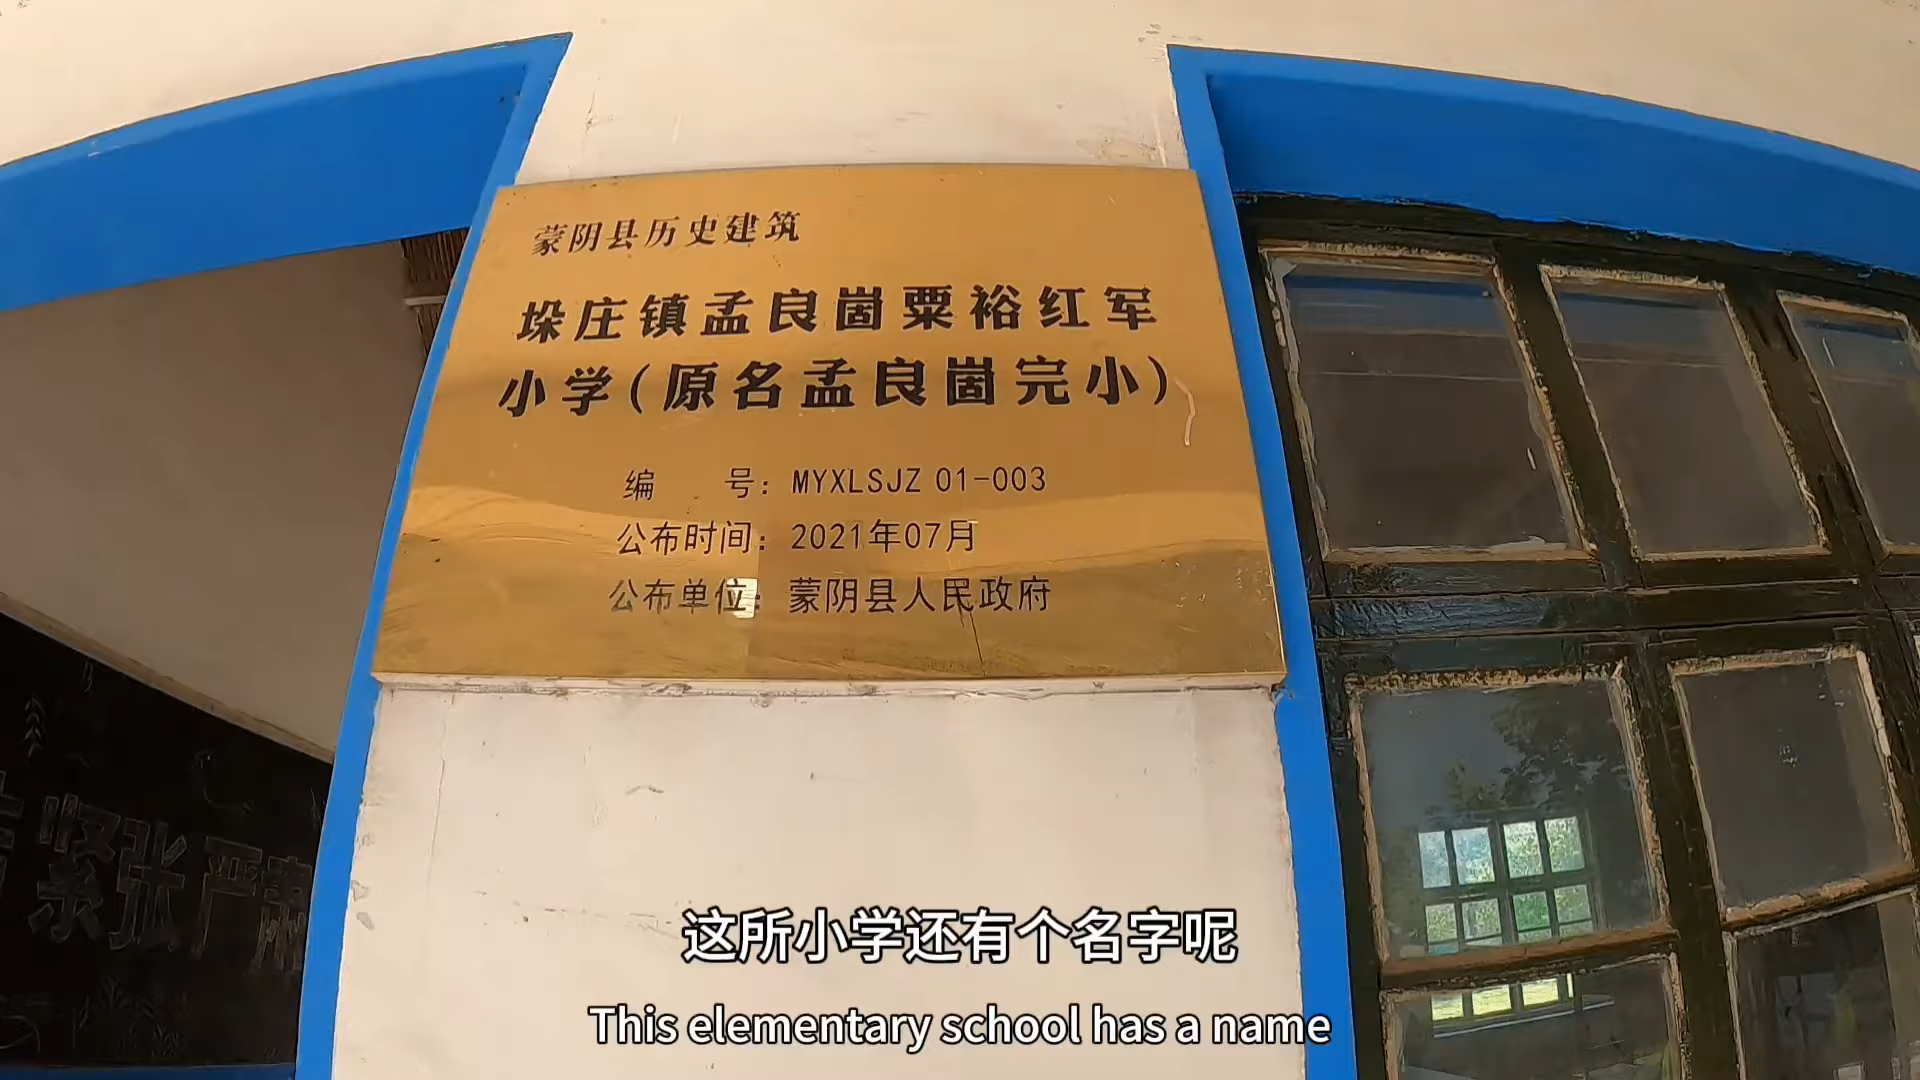 蒙阴县历史建筑
垛庄镇孟良崮粟裕红军
小学(原名孟良崮完小)
编 号: MYXLSJZ 01-003
公布时间: 2021年07月
公布单位: 蒙阴县人民政府
紧张 严肃
这所小学还有个名字呢
This elementary school has a name